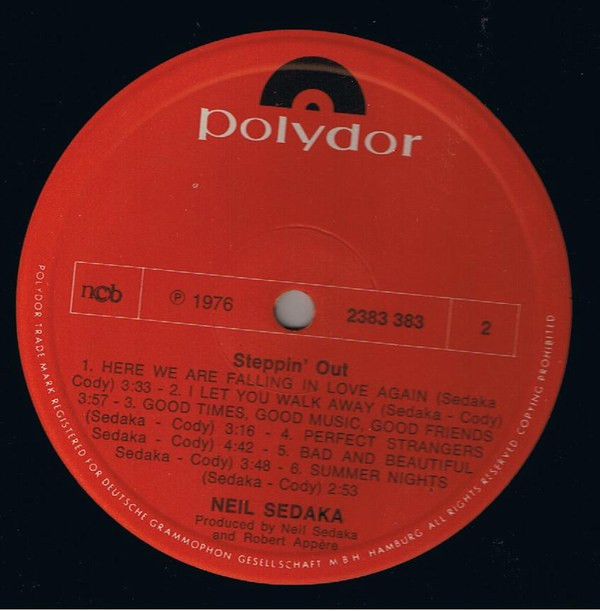 polydor
ncb
℗ 1976
2383 383
2
Steppin' Out
1. HERE WE ARE FALLING IN LOVE AGAIN (Sedaka
Cody) 3:33 - 2. I LET YOU WALK AWAY (Sedaka - Cody)
3:57 - 3. GOOD TIMES, GOOD MUSIC, GOOD FRIENDS
(Sedaka - Cody) 3:16 - 4. PERFECT STRANGERS
Sedaka - Cody) 4:42 - 5. BAD AND BEAUTIFUL
Sedaka - Cody) 3:48 - 6. SUMMER NIGHTS
(Sedaka - Cody) 2:53
NEIL SEDAKA
Produced by Neil Sedaka
and Robert Appère
POLYDOR TRADE MARK REGISTERED FOR DEUTSCHE GRAMMOPHON GESELLSCHAFT M.B.H. HAMBURG. ALL RIGHTS RESERVED. COPYING PROHIBITED